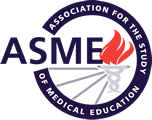 ASSOCIATION FOR THE STUDY
ASME
OF MEDICAL EDUCATION